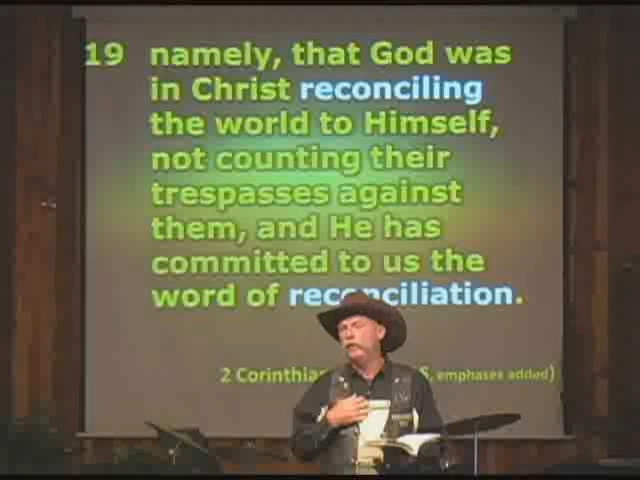 19 namely, that God was
in Christ reconciling
the world to Himself,
not counting their
trespasses against
them, and He has
committed to us the
word of reconciliation.
2 emphases added)